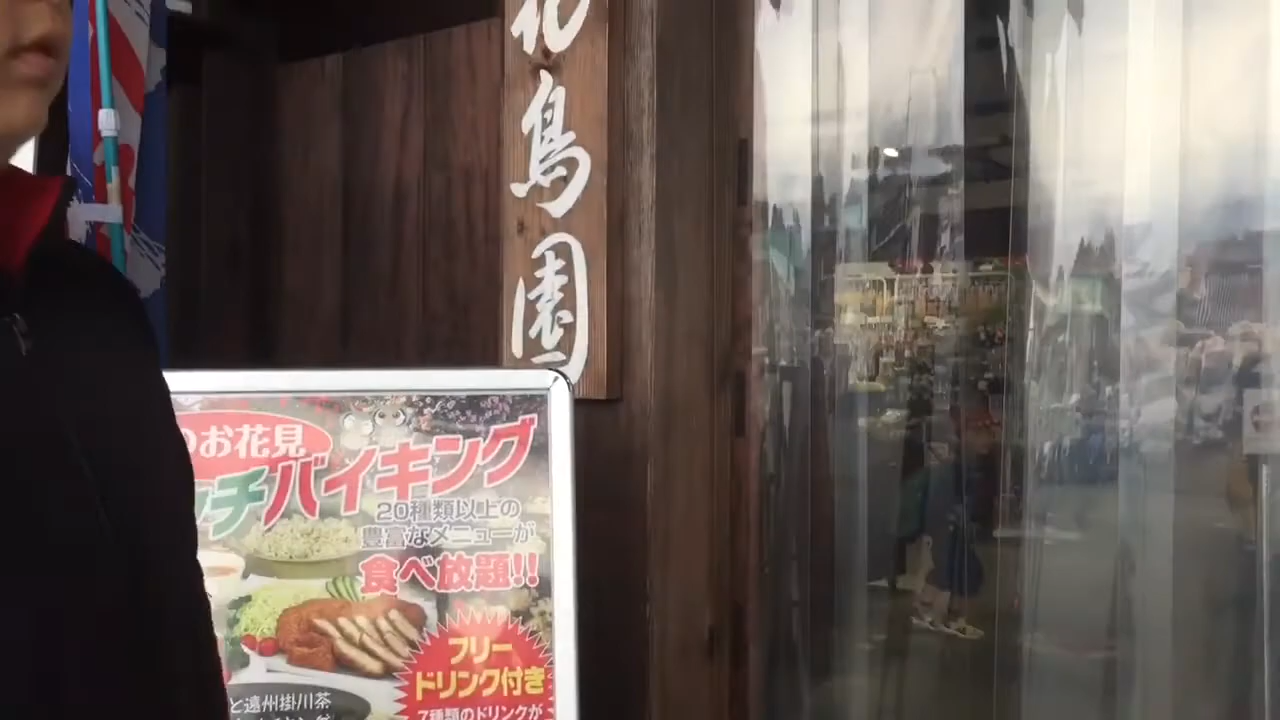 花鳥園
のお花見
ンチバイキング
20種類以上の
豊富なメニューが
食べ放題!!
フリー
ドリンク付き
7種類のドリンクが
と遠州掛川茶